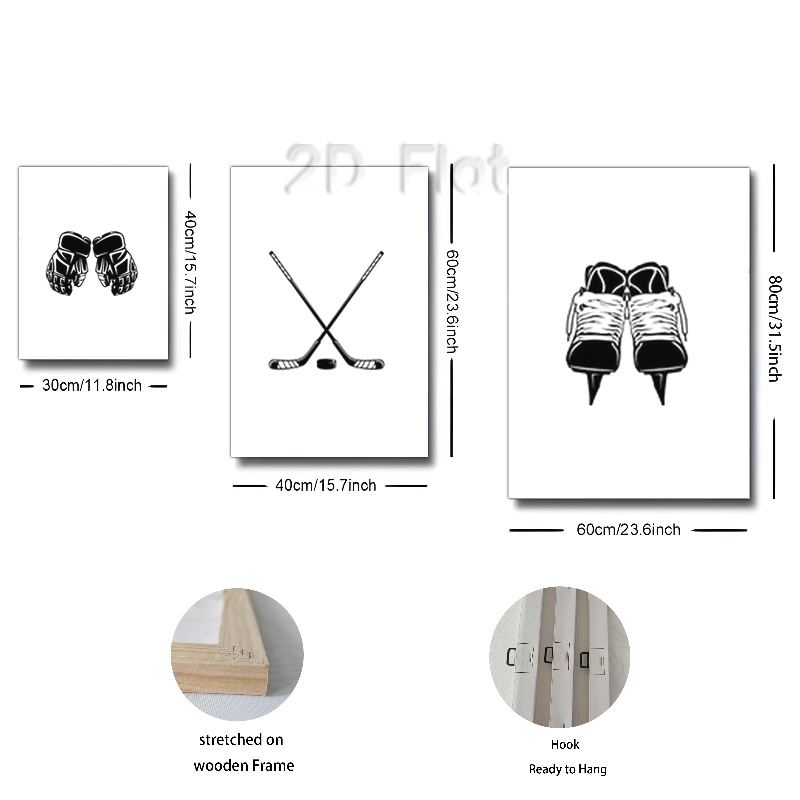 2D Flat
40cm/15.7inch
30cm/11.8inch
60cm/23.6inch
40cm/15.7inch
80cm/31.5inch
60cm/23.6inch
stretched on
wooden Frame
Hook
Ready to Hang